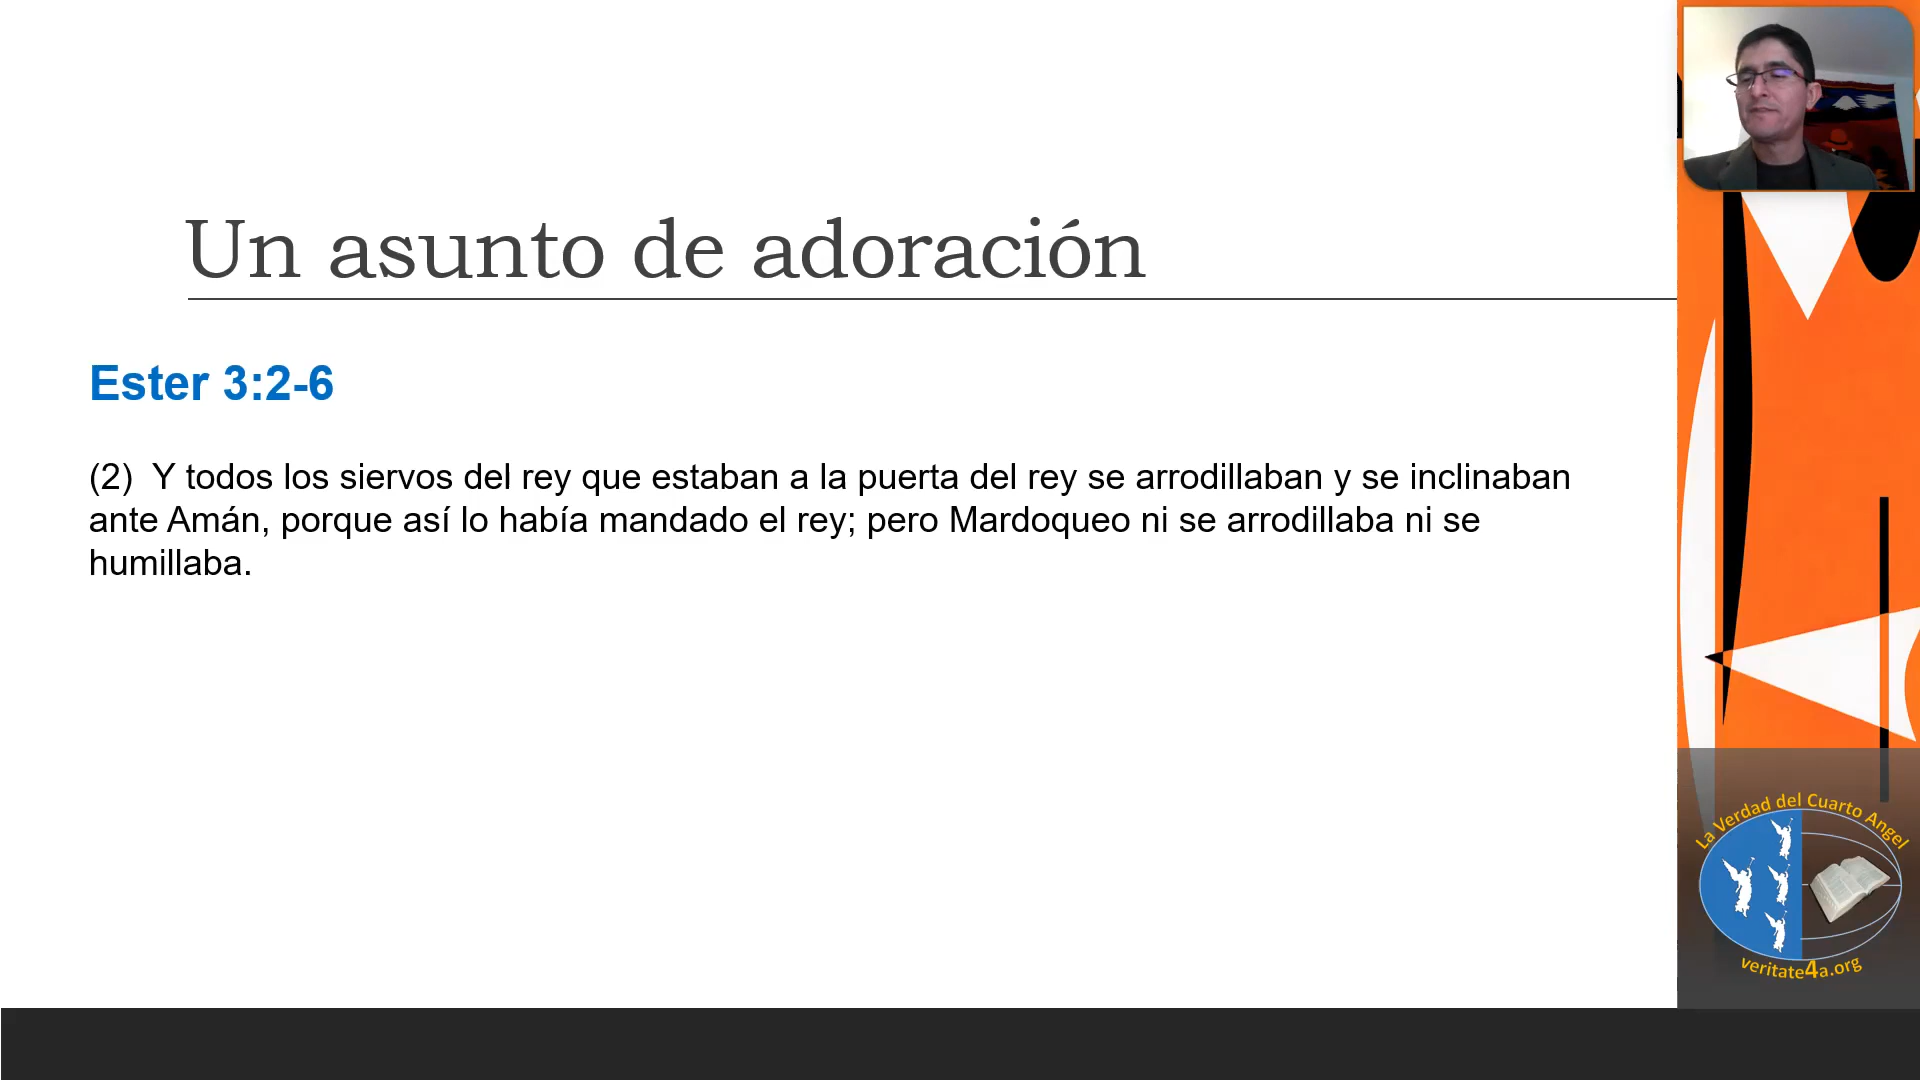 Un asunto de adoración
Ester 3:2-6
(2)  Y todos los siervos del rey que estaban a la puerta del rey se arrodillaban y se inclinaban
ante Amán, porque así lo había mandado el rey; pero Mardoqueo ni se arrodillaba ni se
humillaba.
La Verdad del Cuarto Angel
veritate4a.org